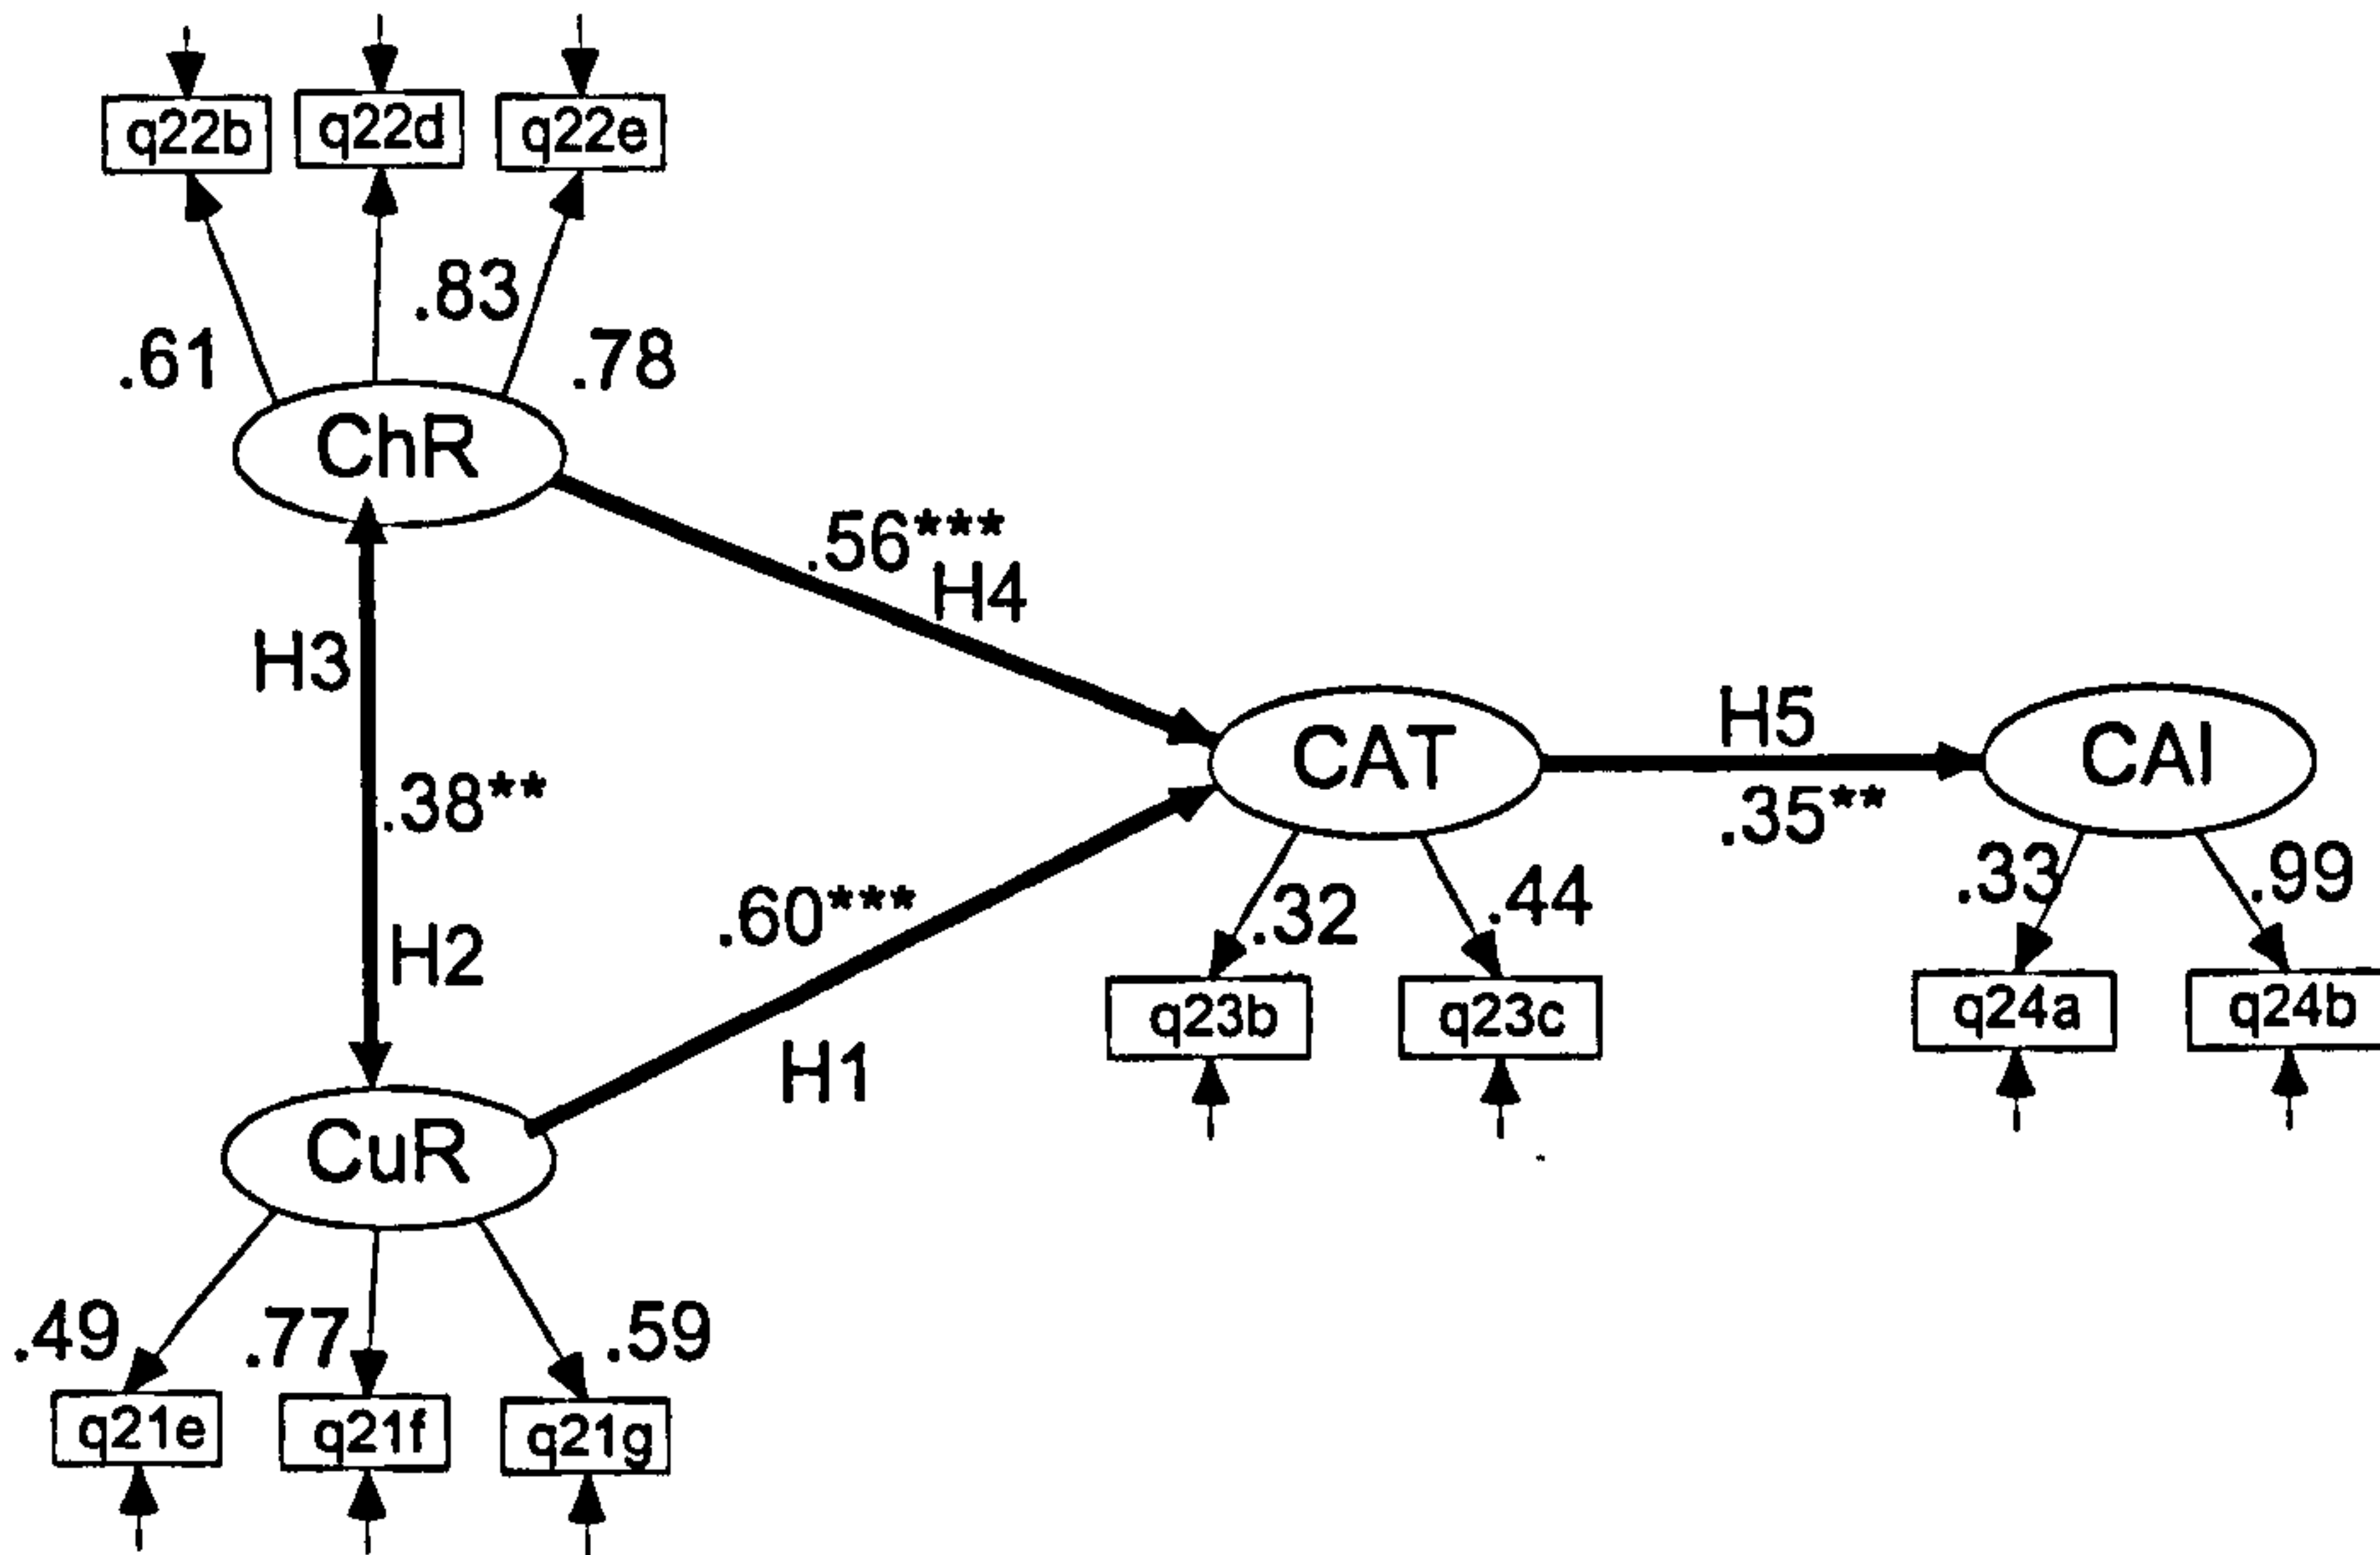 q22b q22d q22e
.83
.61 .78
ChR
.56***
H4
H3
H5
CAT CAI
.38**
.35**
.33 .99
.60***
.32 .44
H2
q23b q23c q24a q24b
H1
CuR
.49 .77 .59
q21e q21f q21g